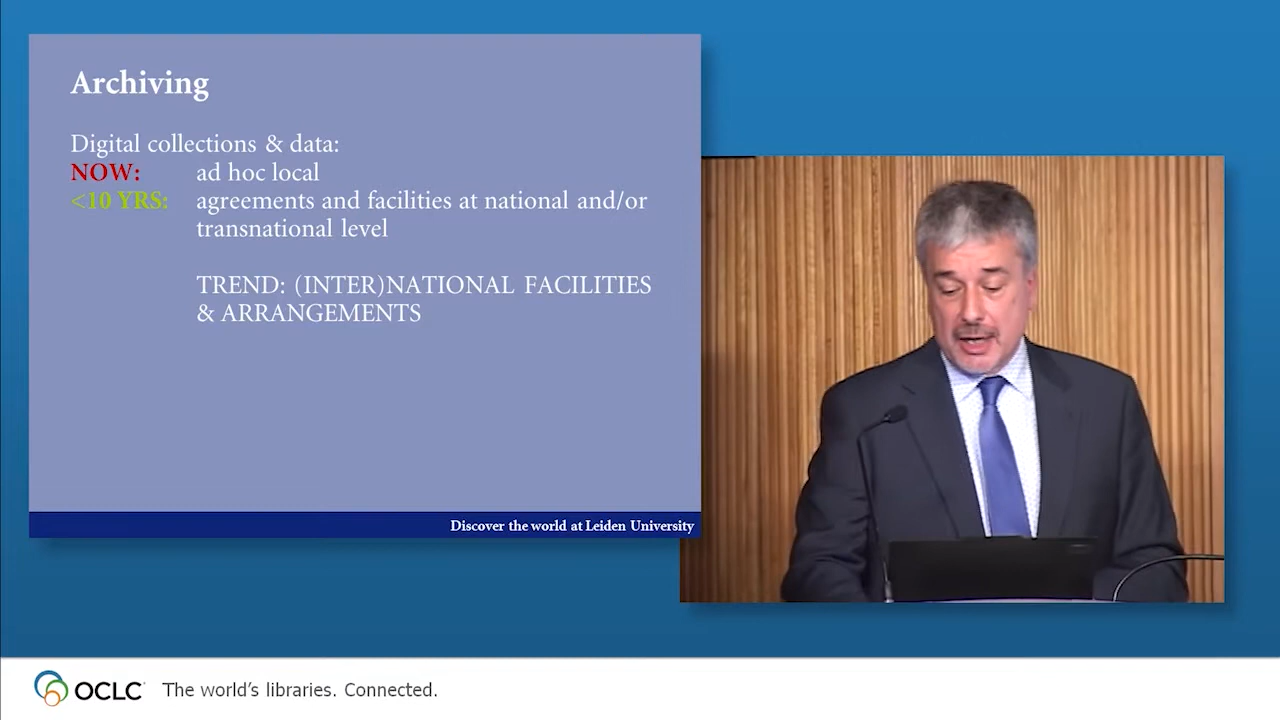 Archiving
Digital collections & data:
NOW: ad hoc local
<10 YRS: agreements and facilities at national and/or
transnational level
TREND: (INTER)NATIONAL FACILITIES
& ARRANGEMENTS
Discover the world at Leiden University
OCLC The world's libraries. Connected.